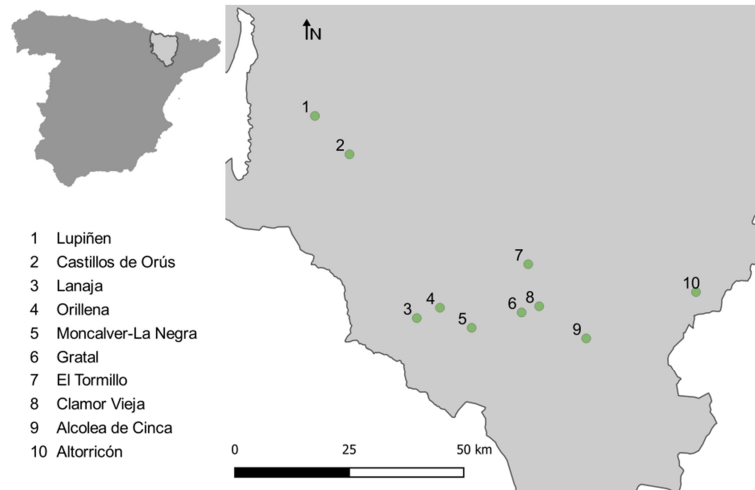 N
1
2
1 Lupiñen
2 Castillos de Orús
3 Lanaja
4 Orillena
5 Moncalver-La Negra
6 Gratal
7 El Tormillo
8 Clamor Vieja
9 Alcolea de Cinca
10 Altorricón
7
10
3 4 5 6 8
9
0 25 50 km